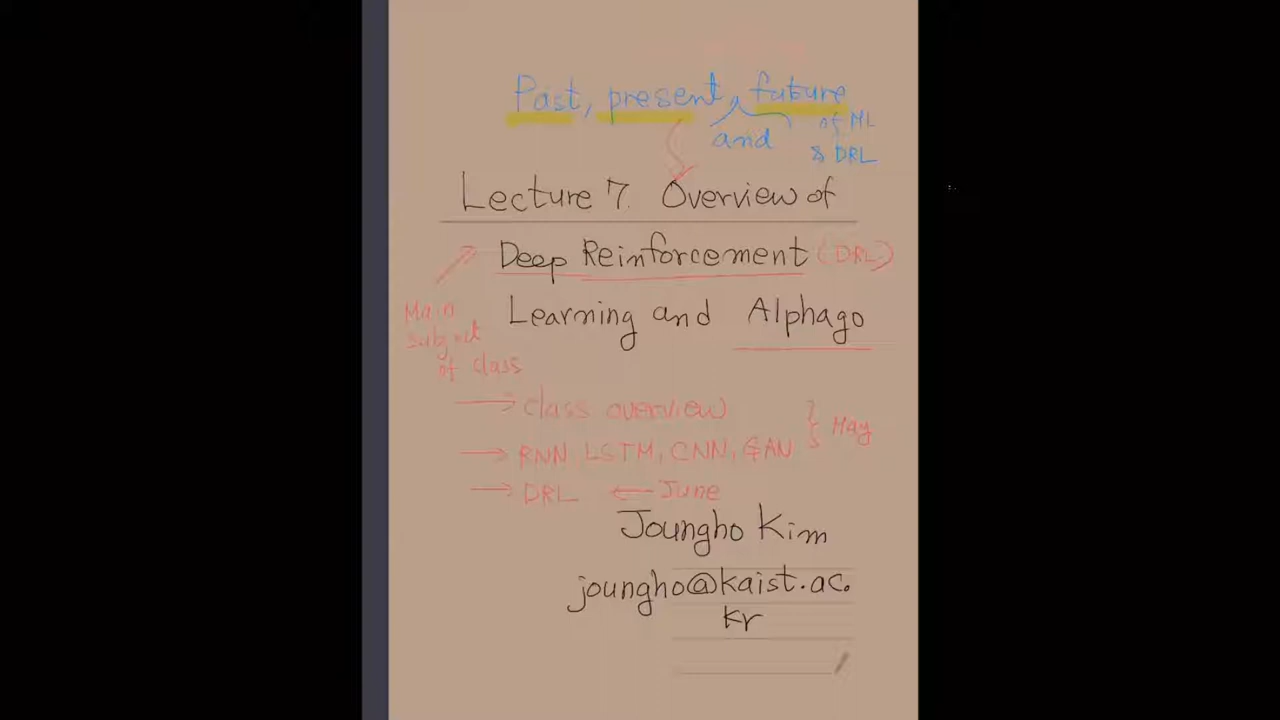 Past, present, future
and
of ML
& DRL
Lecture 7. Overview of
Deep Reinforcement (DRL)
Learning and Alphago
Main
subject
of class
→ class overview
→ RNN, LSTM, CNN, GAN } May
→ DRL ← June
Joungho Kim
joungho@kaist.ac.
kr